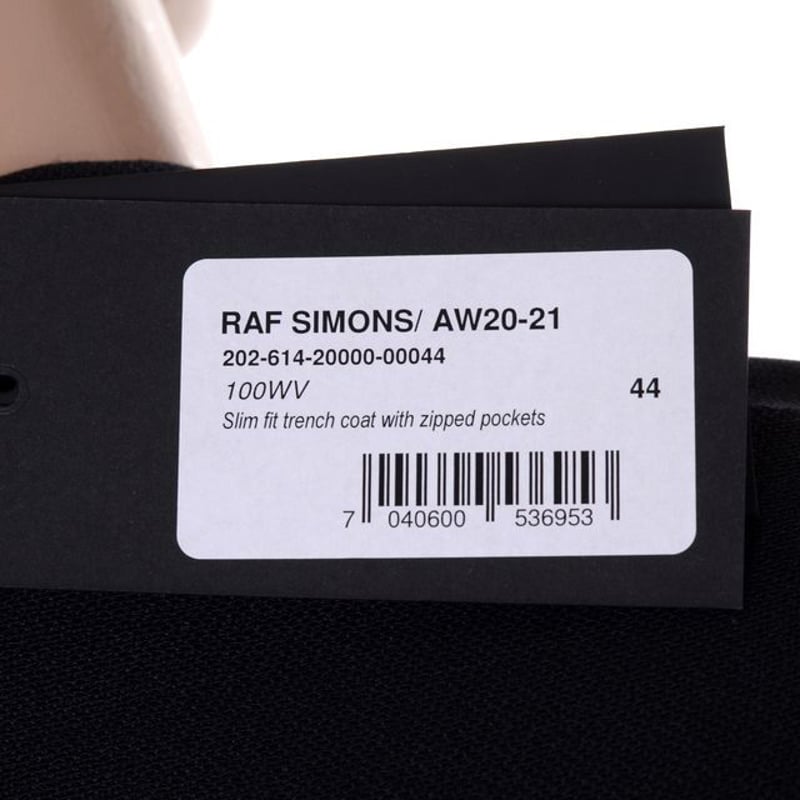 RAF SIMONS/ AW20-21
202-614-20000-00044
100WV 44
Slim fit trench coat with zipped pockets
7 040600 536953